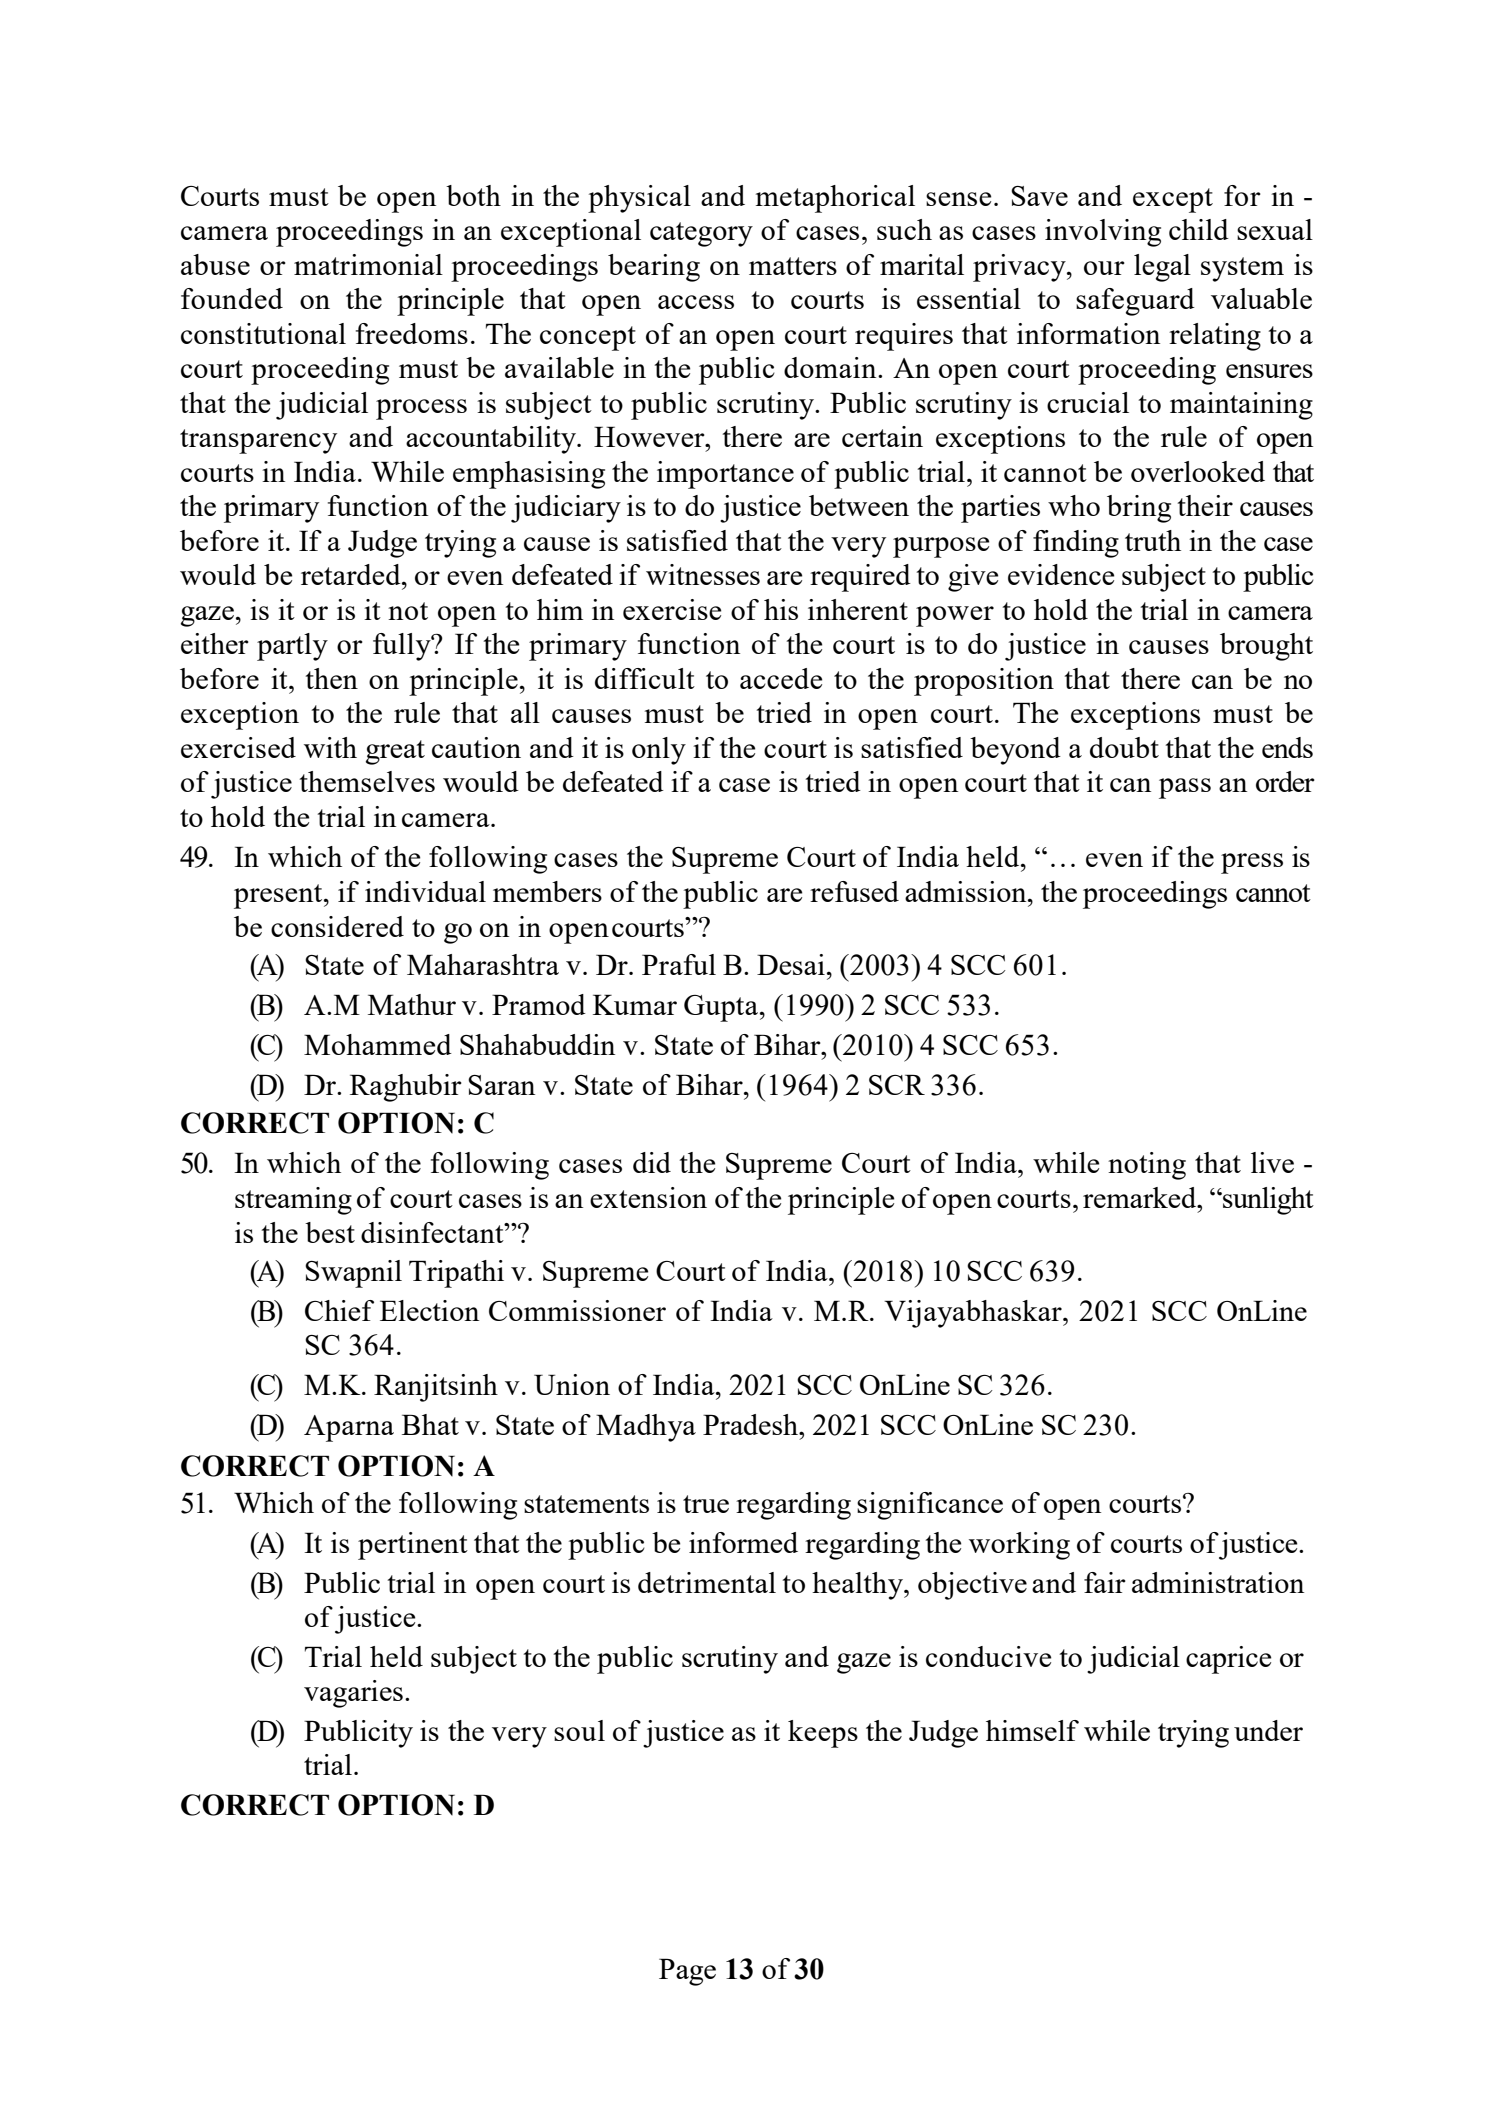 Courts must be open both in the physical and metaphorical sense. Save and except for in -
camera proceedings in an exceptional category of cases, such as cases involving child sexual
abuse or matrimonial proceedings bearing on matters of marital privacy, our legal system is
founded on the principle that open access to courts is essential to safeguard valuable
constitutional freedoms. The concept of an open court requires that information relating to a
court proceeding must be available in the public domain. An open court proceeding ensures
that the judicial process is subject to public scrutiny. Public scrutiny is crucial to maintaining
transparency and accountability. However, there are certain exceptions to the rule of open
courts in India. While emphasising the importance of public trial, it cannot be overlooked that
the primary function of the judiciary is to do justice between the parties who bring their causes
before it. If a Judge trying a cause is satisfied that the very purpose of finding truth in the case
would be retarded, or even defeated if witnesses are required to give evidence subject to public
gaze, is it or is it not open to him in exercise of his inherent power to hold the trial in camera
either partly or fully? If the primary function of the court is to do justice in causes brought
before it, then on principle, it is difficult to accede to the proposition that there can be no
exception to the rule that all causes must be tried in open court. The exceptions must be
exercised with great caution and it is only if the court is satisfied beyond a doubt that the ends
of justice themselves would be defeated if a case is tried in open court that it can pass an order
to hold the trial in camera.
49. In which of the following cases the Supreme Court of India held, “… even if the press is
present, if individual members of the public are refused admission, the proceedings cannot
be considered to go on in open courts”?
(A) State of Maharashtra v. Dr. Praful B. Desai, (2003) 4 SCC 601.
(B) A.M Mathur v. Pramod Kumar Gupta, (1990) 2 SCC 533.
(C) Mohammed Shahabuddin v. State of Bihar, (2010) 4 SCC 653.
(D) Dr. Raghubir Saran v. State of Bihar, (1964) 2 SCR 336.
CORRECT OPTION: C
50. In which of the following cases did the Supreme Court of India, while noting that live -
streaming of court cases is an extension of the principle of open courts, remarked, “sunlight
is the best disinfectant”?
(A) Swapnil Tripathi v. Supreme Court of India, (2018) 10 SCC 639.
(B) Chief Election Commissioner of India v. M.R. Vijayabhaskar, 2021 SCC OnLine
SC 364.
(C) M.K. Ranjitsinh v. Union of India, 2021 SCC OnLine SC 326.
(D) Aparna Bhat v. State of Madhya Pradesh, 2021 SCC OnLine SC 230.
CORRECT OPTION: A
51. Which of the following statements is true regarding significance of open courts?
(A) It is pertinent that the public be informed regarding the working of courts of justice.
(B) Public trial in open court is detrimental to healthy, objective and fair administration
of justice.
(C) Trial held subject to the public scrutiny and gaze is conducive to judicial caprice or
vagaries.
(D) Publicity is the very soul of justice as it keeps the Judge himself while trying under
trial.
CORRECT OPTION: D
Page 13 of 30